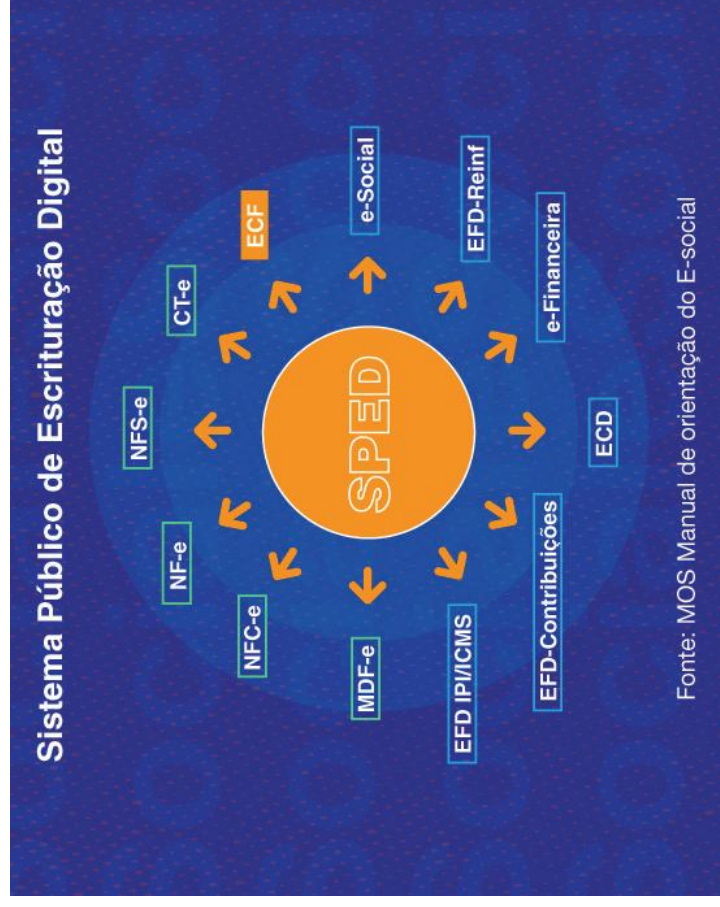 Sistema Público de Escrituração Digital
NFS-e
NF-e
CT-e
NFC-e
ECF
MDF-e
SPED
e-Social
EFD IPI/ICMS
EFD-Reinf
EFD-Contribuições
e-Financeira
ECD
Fonte: MOS Manual de orientação do E-social